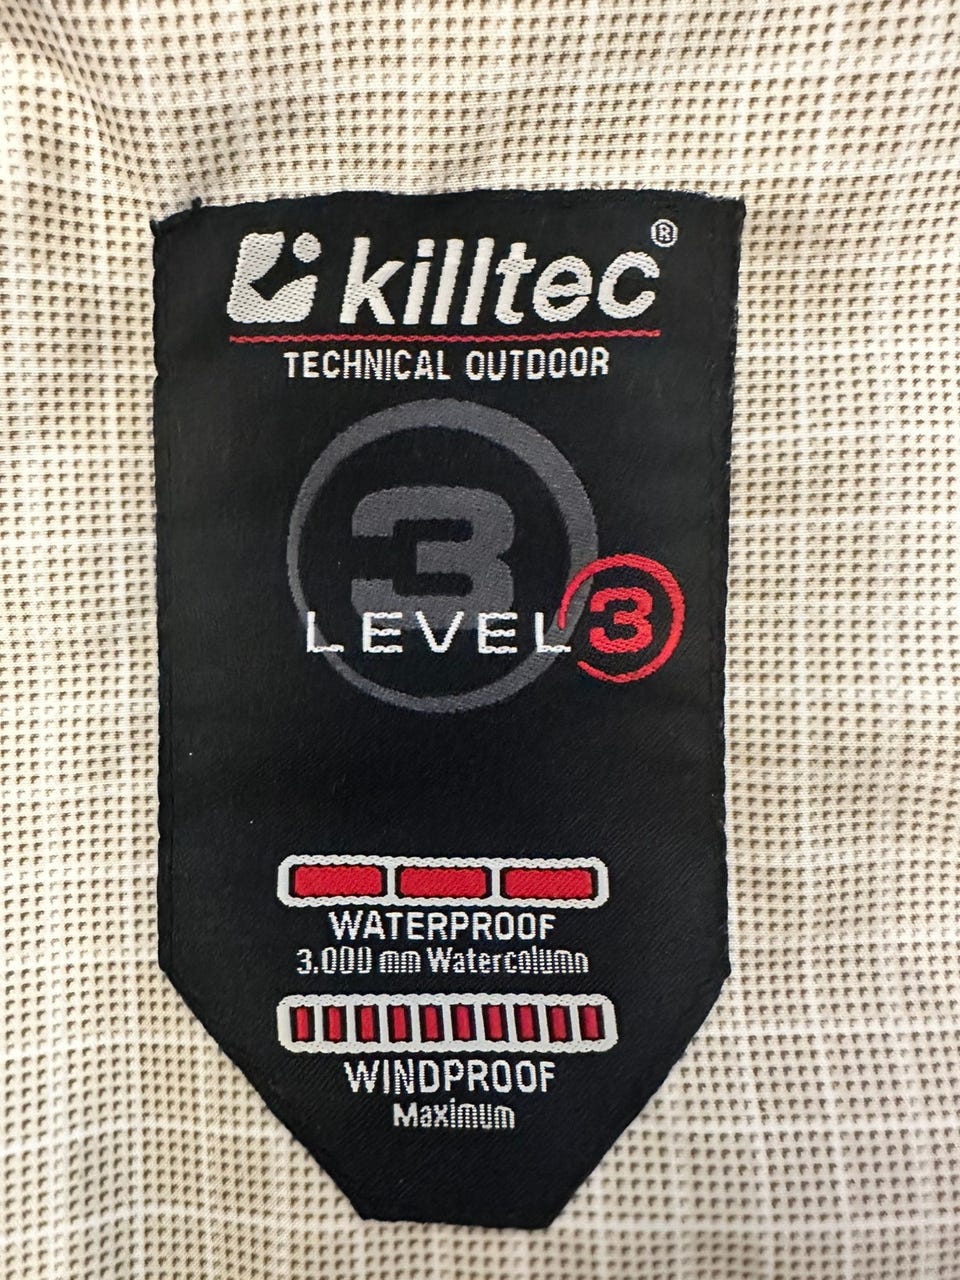 killtec®
TECHNICAL OUTDOOR
3
LEVEL 3
WATERPROOF
3.000 mm Watercolumn
WINDPROOF
Maximum